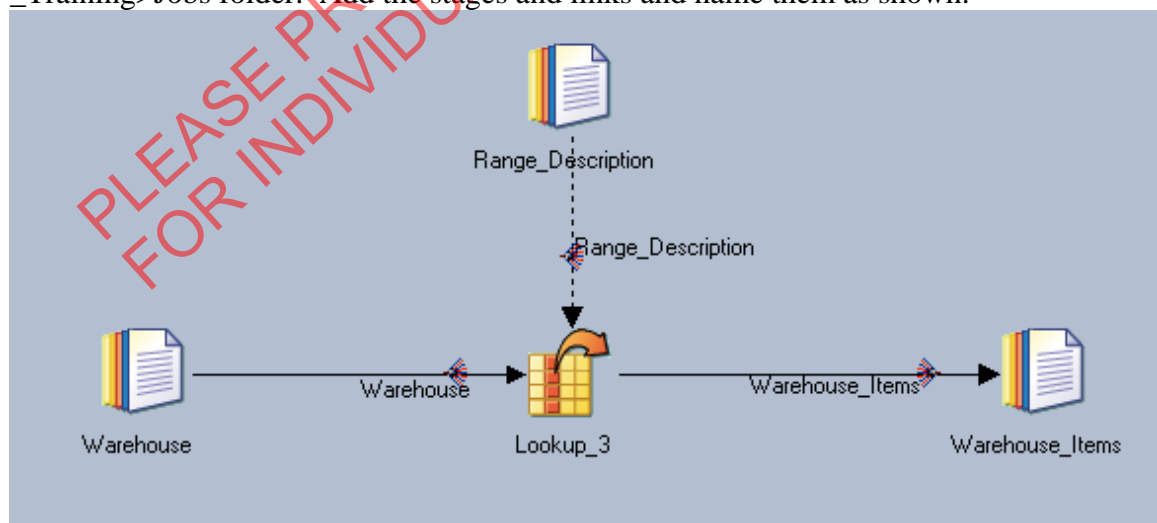 _Training>Jobs folder. Add the stages and links and name them as shown.
PLEASE PR
FOR INDIVIDU
Range_Description
Range_Description
Warehouse
Warehouse_Items
Warehouse
Lookup_3
Warehouse_Items